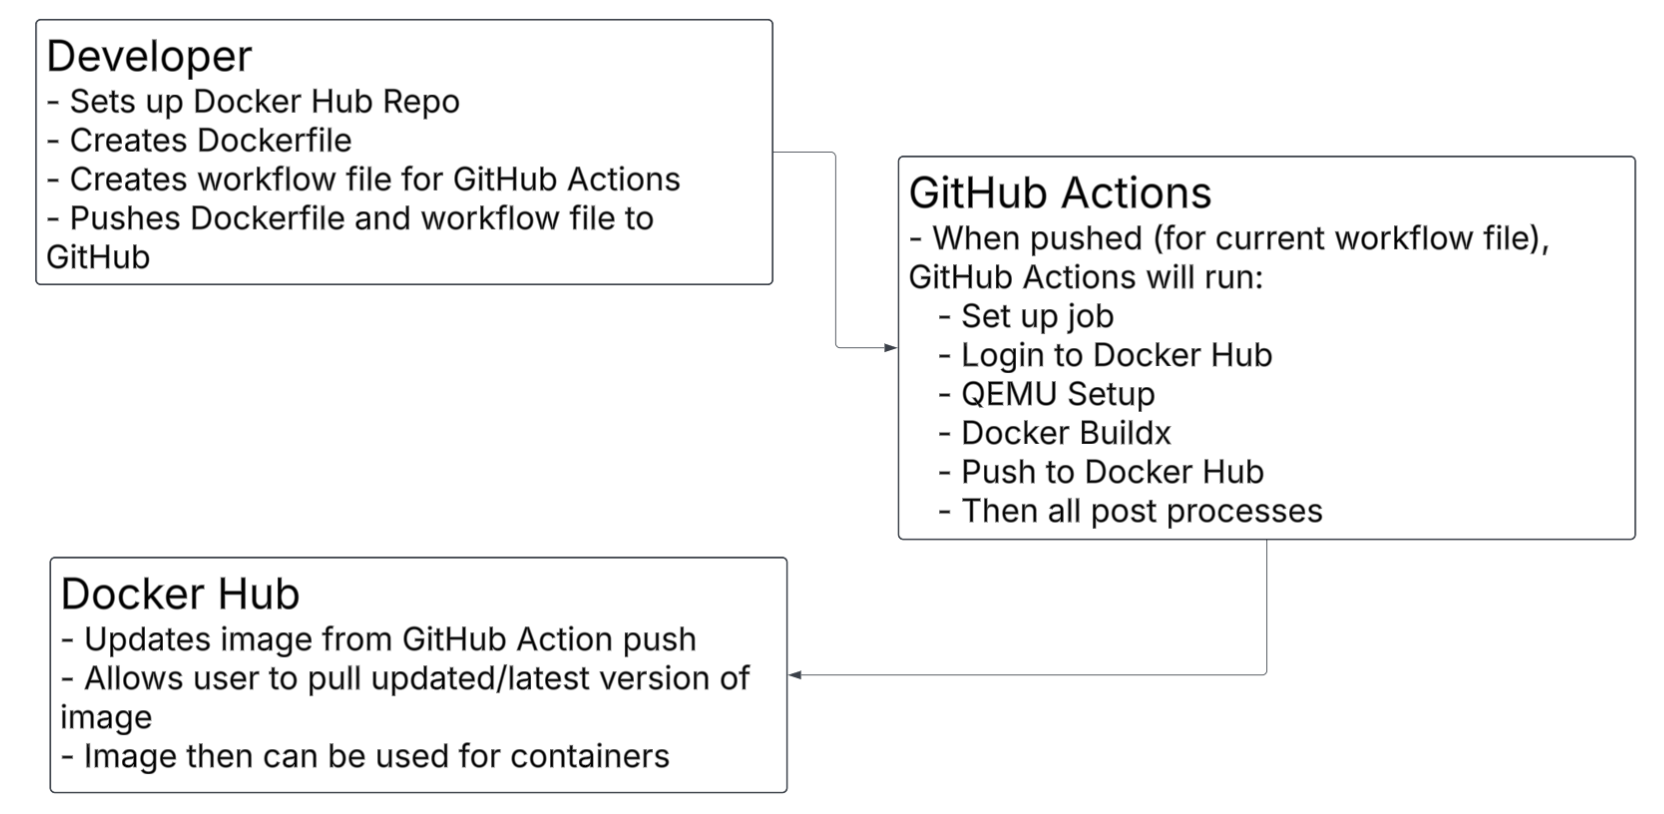 Developer
- Sets up Docker Hub Repo
- Creates Dockerfile
- Creates workflow file for GitHub Actions
- Pushes Dockerfile and workflow file to
GitHub
GitHub Actions
- When pushed (for current workflow file),
GitHub Actions will run:
- Set up job
- Login to Docker Hub
- QEMU Setup
- Docker Buildx
- Push to Docker Hub
- Then all post processes
Docker Hub
- Updates image from GitHub Action push
- Allows user to pull updated/latest version of
image
- Image then can be used for containers